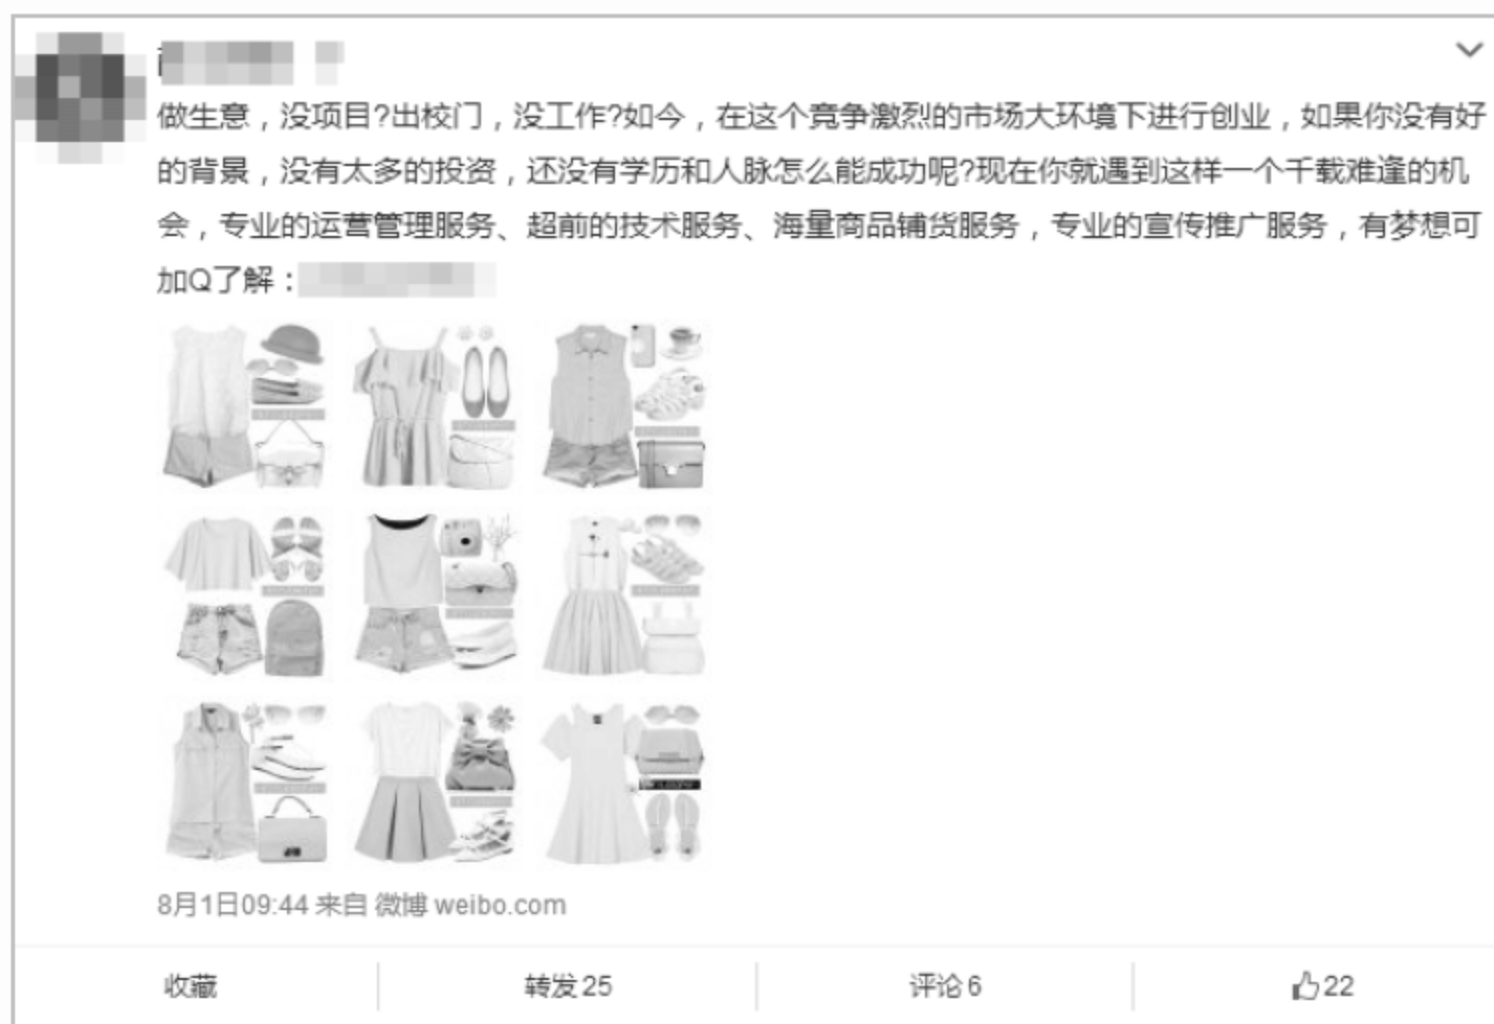 做生意，没项目?出校门，没工作?如今，在这个竞争激烈的市场大环境下进行创业，如果你没有好
的背景，没有太多的投资，还没有学历和人脉怎么能成功呢?现在你就遇到这样一个千载难逢的机
会，专业的运营管理服务、超前的技术服务、海量商品铺货服务，专业的宣传推广服务，有梦想可
加Q了解：
8月1日09:44 来自 微博 weibo.com
收藏 转发 25 评论 6 22